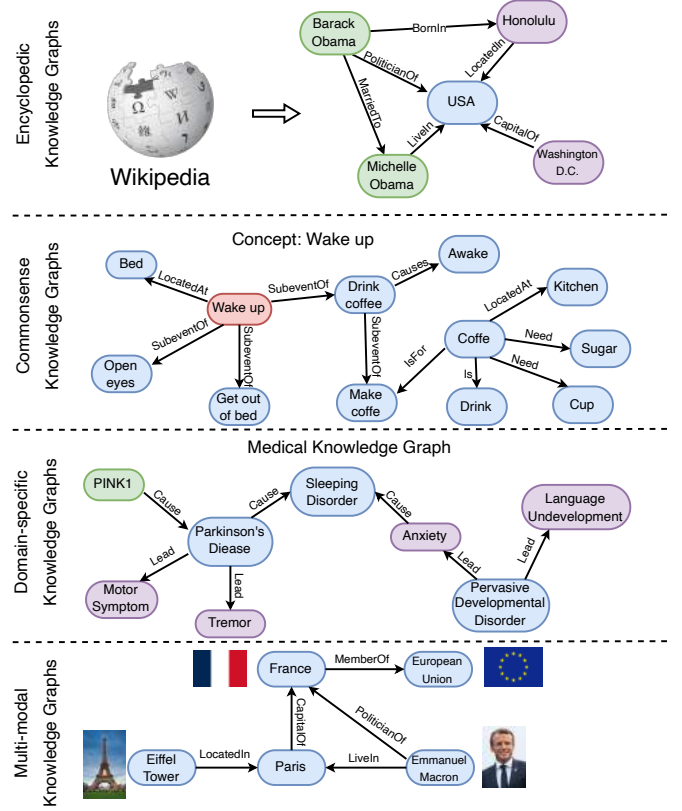 Encyclopedic
Knowledge Graphs
Wikipedia
Ω
W
И
Barack
Obama
BornIn
Honolulu
PoliticianOf
LocatedIn
MarriedTo
USA
LiveIn
CapitalOf
Michelle
Obama
Washington
D.C.
Commonsense
Knowledge Graphs
Concept: Wake up
Bed
LocatedAt
Wake up
SubeventOf
Drink
coffee
Causes
Awake
SubeventOf
Open
eyes
SubeventOf
Get out
of bed
SubeventOf
Make
coffe
IsFor
Coffe
LocatedAt
Kitchen
Need
Sugar
Need
Cup
Is
Drink
Domain-specific
Knowledge Graphs
Medical Knowledge Graph
PINK1
Cause
Parkinson's
Diease
Cause
Sleeping
Disorder
Lead
Motor
Symptom
Lead
Tremor
Cause
Anxiety
Lead
Pervasive
Developmental
Disorder
Lead
Language
Undevelopment
Multi-modal
Knowledge Graphs
France
MemberOf
European
Union
CapitalOf
PoliticianOf
Eiffel
Tower
LocatedIn
Paris
LiveIn
Emmanuel
Macron